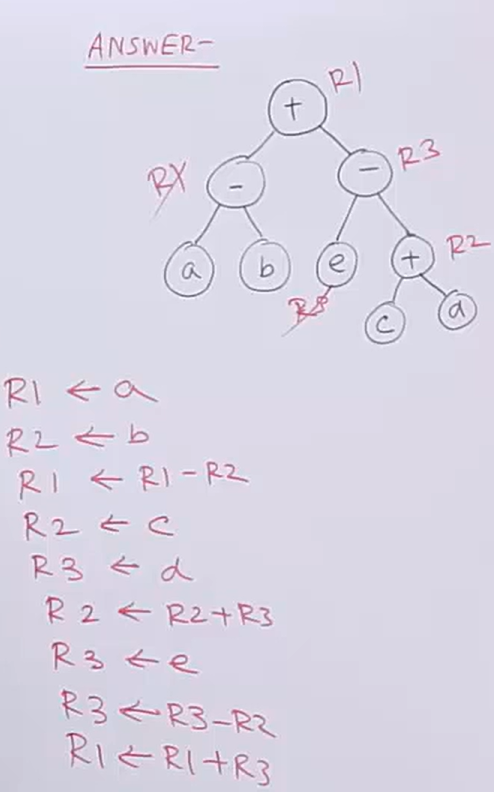 ANSWER-
R1
+
- - R3
a b e + R2
c d
R1 ← a
R2 ← b
R1 ← R1-R2
R2 ← c
R3 ← d
R2 ← R2+R3
R3 ← e
R3 ← R3-R2
R1 ← R1+R3